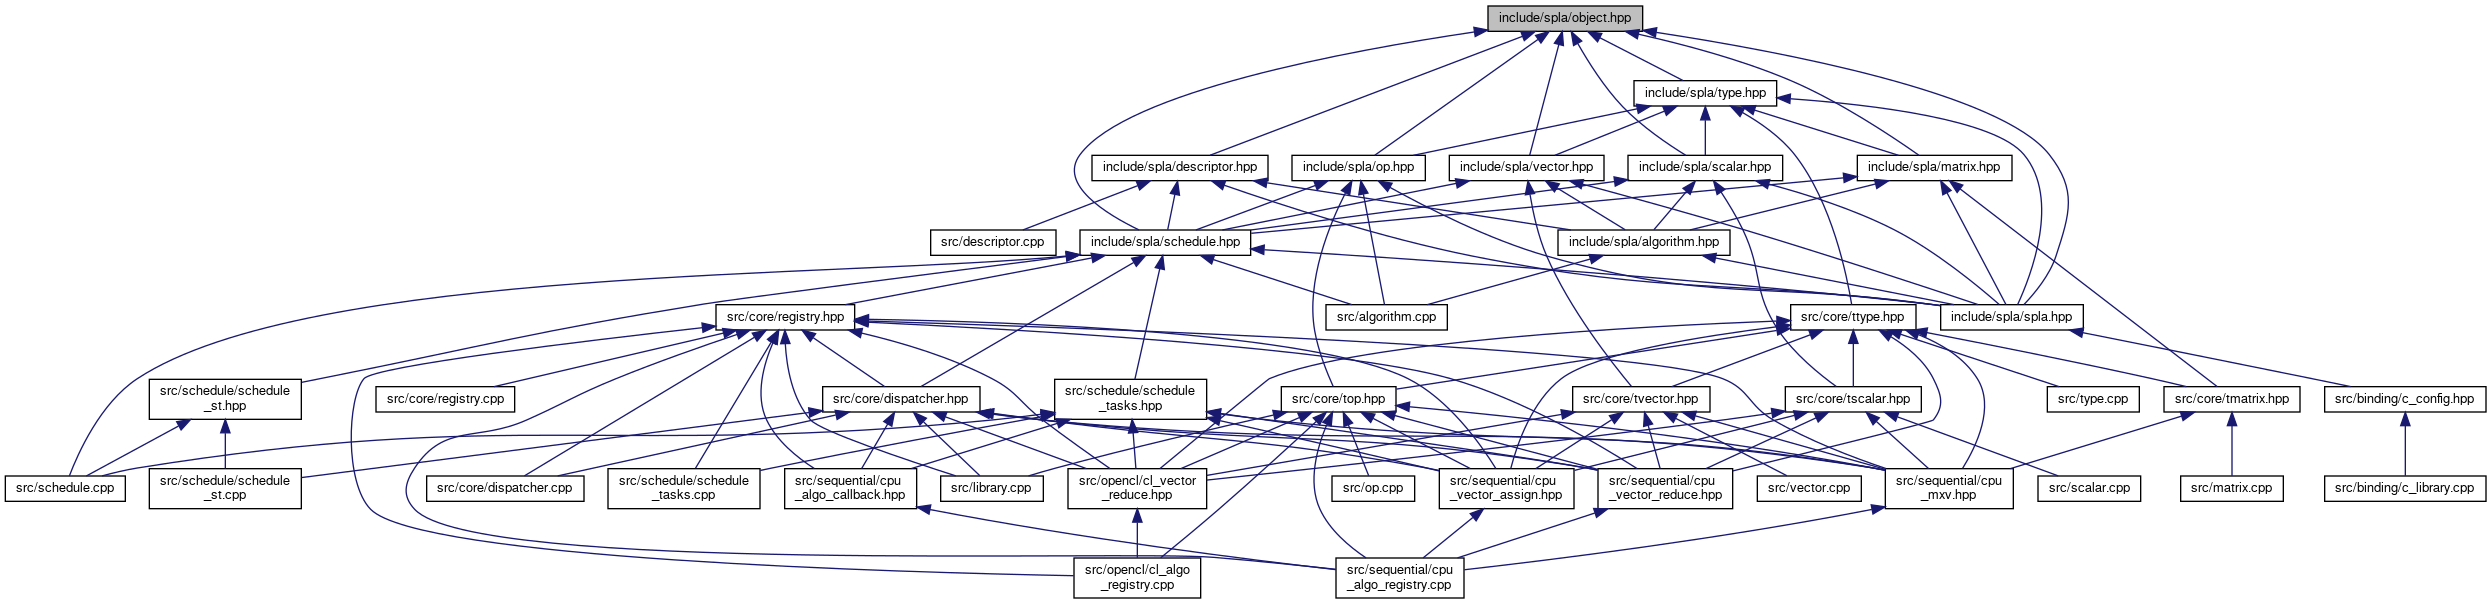 include/spla/object.hpp
include/spla/type.hpp
include/spla/descriptor.hpp
include/spla/op.hpp
include/spla/vector.hpp
include/spla/scalar.hpp
include/spla/matrix.hpp
src/descriptor.cpp
include/spla/schedule.hpp
include/spla/algorithm.hpp
src/core/registry.hpp
src/algorithm.cpp
src/core/ttype.hpp
include/spla/spla.hpp
src/schedule/schedule
_st.hpp
src/core/registry.cpp
src/core/dispatcher.hpp
src/schedule/schedule
_tasks.hpp
src/core/top.hpp
src/core/tvector.hpp
src/core/tscalar.hpp
src/type.cpp
src/core/tmatrix.hpp
src/binding/c_config.hpp
src/schedule.cpp
src/schedule/schedule
_st.cpp
src/core/dispatcher.cpp
src/schedule/schedule
_tasks.cpp
src/sequential/cpu
_algo_callback.hpp
src/library.cpp
src/opencl/cl_vector
_reduce.hpp
src/op.cpp
src/sequential/cpu
_vector_assign.hpp
src/sequential/cpu
_vector_reduce.hpp
src/vector.cpp
src/sequential/cpu
_mxv.hpp
src/scalar.cpp
src/matrix.cpp
src/binding/c_library.cpp
src/opencl/cl_algo
_registry.cpp
src/sequential/cpu
_algo_registry.cpp